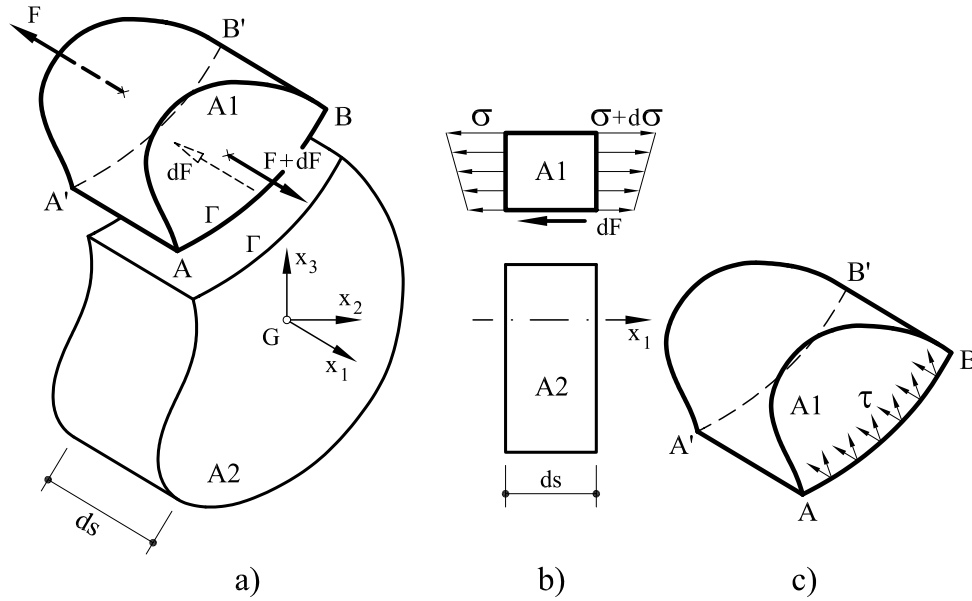 F
B'
A1
B
dF
F+dF
A'
Γ
Γ
A
x3
x2
G
x1
A2
ds
a)
σ
σ+dσ
A1
dF
x1
A2
ds
b)
B'
B
A1
τ
A'
A
c)